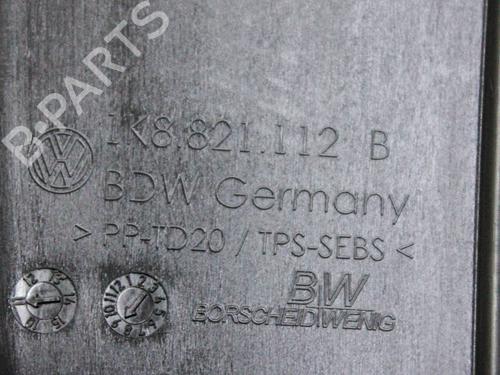 B-PARTS
1K8.821.112 B
BDW Germany
> PP-TD20 / TPS-SEBS <
BW
BORSCHEIDWENIG